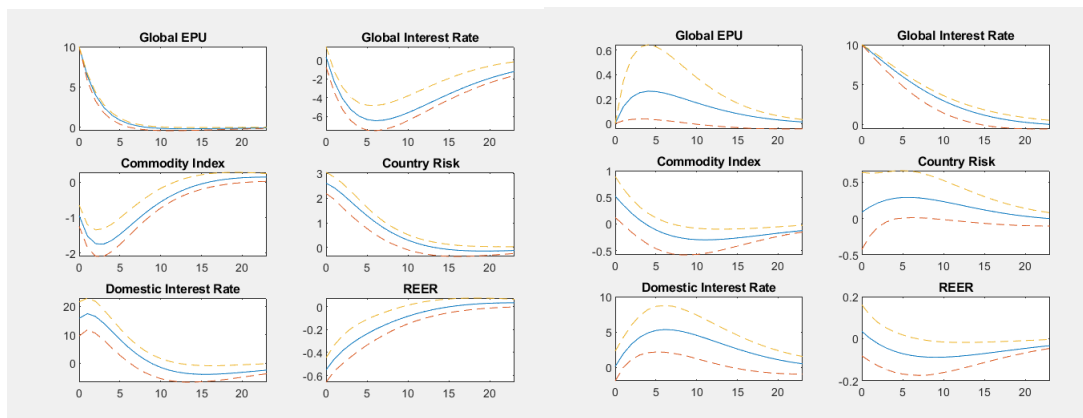 Global EPU
10
5
0
0 5 10 15 20
Global Interest Rate
0
-2
-4
-6
0 5 10 15 20
Commodity Index
0
-1
-2
0 5 10 15 20
Country Risk
3
2
1
0
0 5 10 15 20
Domestic Interest Rate
20
10
0
0 5 10 15 20
REER
0
-0.2
-0.4
-0.6
0 5 10 15 20
Global EPU
0.6
0.4
0.2
0
0 5 10 15 20
Global Interest Rate
10
5
0
0 5 10 15 20
Commodity Index
1
0.5
0
-0.5
0 5 10 15 20
Country Risk
0.5
0
-0.5
0 5 10 15 20
Domestic Interest Rate
10
5
0
0 5 10 15 20
REER
0.2
0
-0.2
0 5 10 15 20